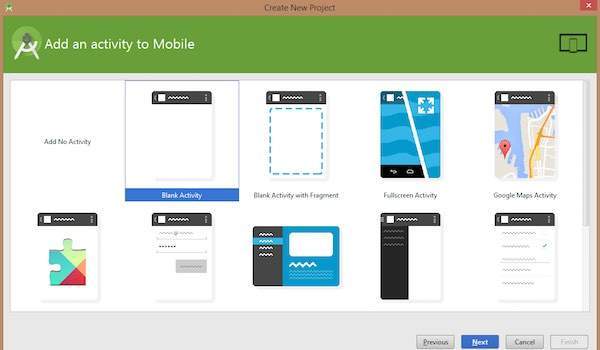 Create New Project
Add an activity to Mobile
Add No Activity
Blank Activity
Blank Activity with Fragment
Fullscreen Activity
Google Maps Activity
Previous
Next
Cancel
Finish